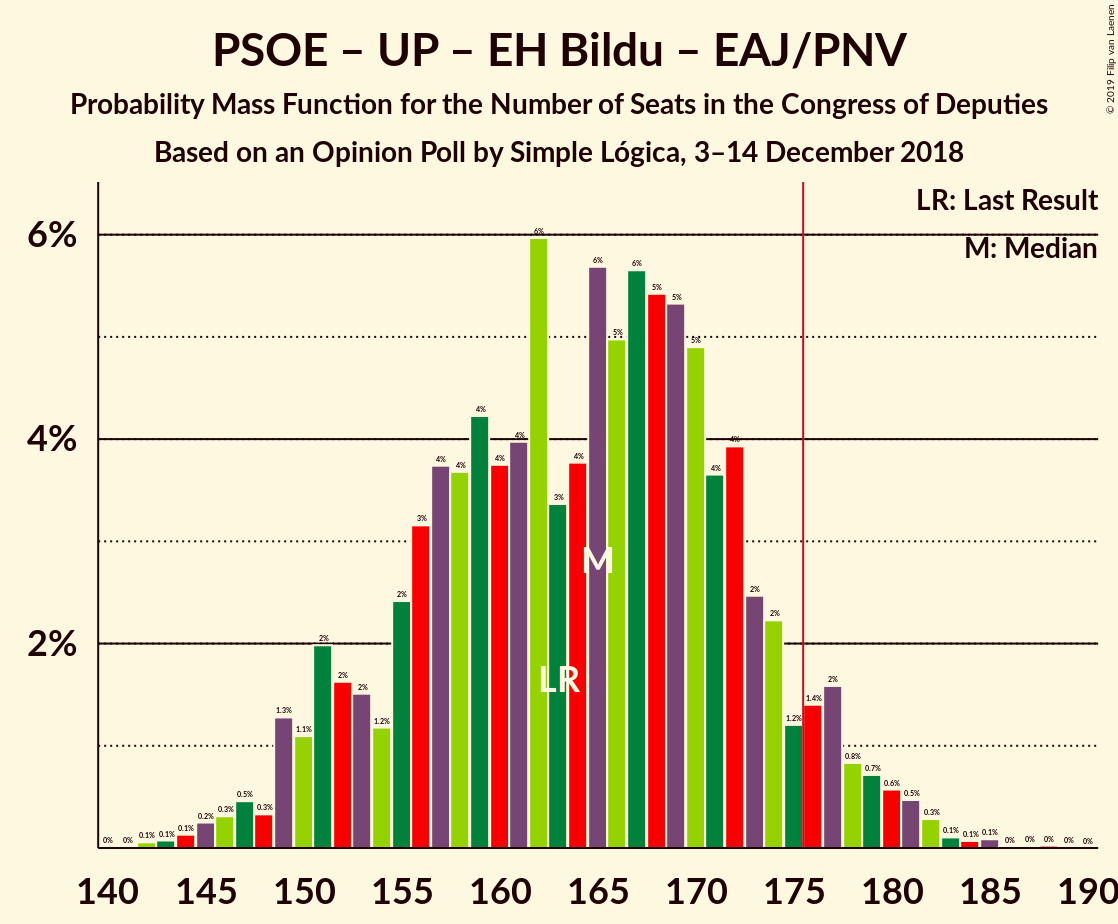 PSOE – UP – EH Bildu – EAJ/PNV
Probability Mass Function for the Number of Seats in the Congress of Deputies
Based on an Opinion Poll by Simple Lógica, 3–14 December 2018
© 2019 Filip van Laenen
LR: Last Result
M: Median
6%
4%
2%
0% 0% 0.1% 0.1% 0.1% 0.2% 0.3% 0.5% 0.3% 1.3% 1.1% 2% 2% 2% 1.2% 2% 3% 4% 4% 4% 4% 4% 6% 3% 4% 6% 5% 6% 5% 5% 5% 4% 4% 2% 2% 1.2% 1.4% 2% 0.8% 0.7% 0.6% 0.5% 0.3% 0.1% 0.1% 0.1% 0% 0% 0% 0% 0%
M
LR
140 145 150 155 160 165 170 175 180 185 190